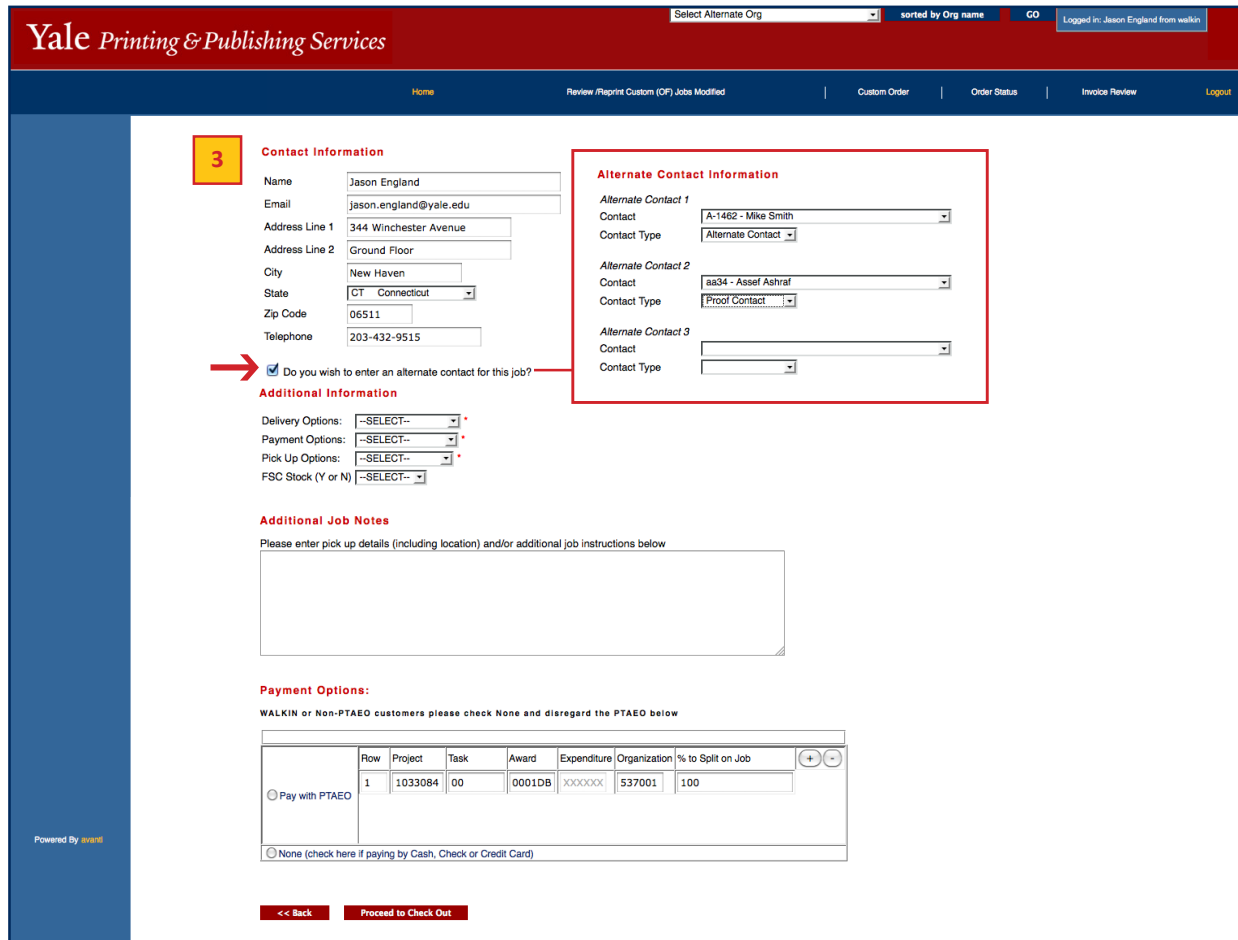 Select Alternate Org
sorted by Org name
GO
Logged in: Jason England from walkin
Yale Printing & Publishing Services
Home
Review /Reprint Custom (OF) Jobs Modified
|
Custom Order
|
Order Status
|
Invoice Review
Logout
3
Contact Information
Name Jason England
Email jason.england@yale.edu
Address Line 1 344 Winchester Avenue
Address Line 2 Ground Floor
City New Haven
State CT Connecticut
Zip Code 06511
Telephone 203-432-9515
Do you wish to enter an alternate contact for this job?
Alternate Contact Information
Alternate Contact 1
Contact A-1462 - Mike Smith
Contact Type Alternate Contact
Alternate Contact 2
Contact aa34 - Assef Ashraf
Contact Type Proof Contact
Alternate Contact 3
Contact
Contact Type
Additional Information
Delivery Options: --SELECT-- *
Payment Options: --SELECT-- *
Pick Up Options: --SELECT-- *
FSC Stock (Y or N) --SELECT--
Additional Job Notes
Please enter pick up details (including location) and/or additional job instructions below
Payment Options:
WALKIN or Non-PTAEO customers please check None and disregard the PTAEO below
Row Project Task Award Expenditure Organization % to Split on Job + -
1 1033084 00 0001DB XXXXXX 537001 100
Pay with PTAEO
None (check here if paying by Cash, Check or Credit Card)
Powered By avanti
<< Back
Proceed to Check Out